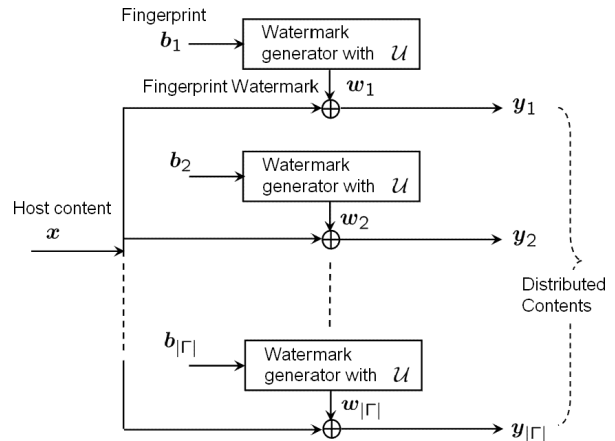 Fingerprint
b₁
Watermark
generator with 𝒰
Fingerprint Watermark
w₁
y₁
b₂
Watermark
generator with 𝒰
Host content
x
w₂
y₂
Distributed
Contents
b|Γ|
Watermark
generator with 𝒰
w|Γ|
y|Γ|